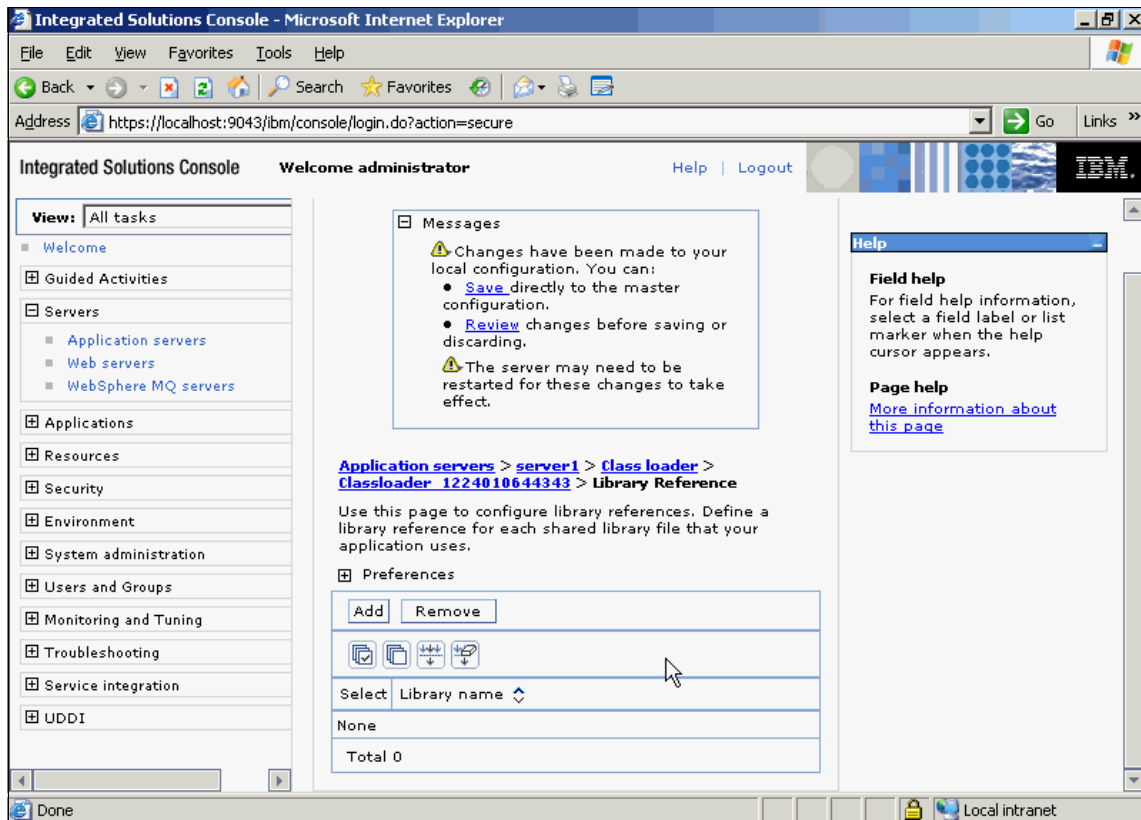 Integrated Solutions Console - Microsoft Internet Explorer
File Edit View Favorites Tools Help
Back Search Favorites
Address https://localhost:9043/ibm/console/login.do?action=secure Go Links »
Integrated Solutions Console Welcome administrator Help | Logout IBM.
View: All tasks
Welcome
Guided Activities
Servers
Application servers
Web servers
WebSphere MQ servers
Applications
Resources
Security
Environment
System administration
Users and Groups
Monitoring and Tuning
Troubleshooting
Service integration
UDDI
Messages
Changes have been made to your
local configuration. You can:
• Save directly to the master
configuration.
• Review changes before saving or
discarding.
The server may need to be
restarted for these changes to take
effect.
Application servers > server1 > Class loader >
Classloader_1224010644343 > Library Reference
Use this page to configure library references. Define a
library reference for each shared library file that your
application uses.
Preferences
Add Remove
Select Library name
None
Total 0
Help
Field help
For field help information,
select a field label or list
marker when the help
cursor appears.
Page help
More information about
this page
Done Local intranet